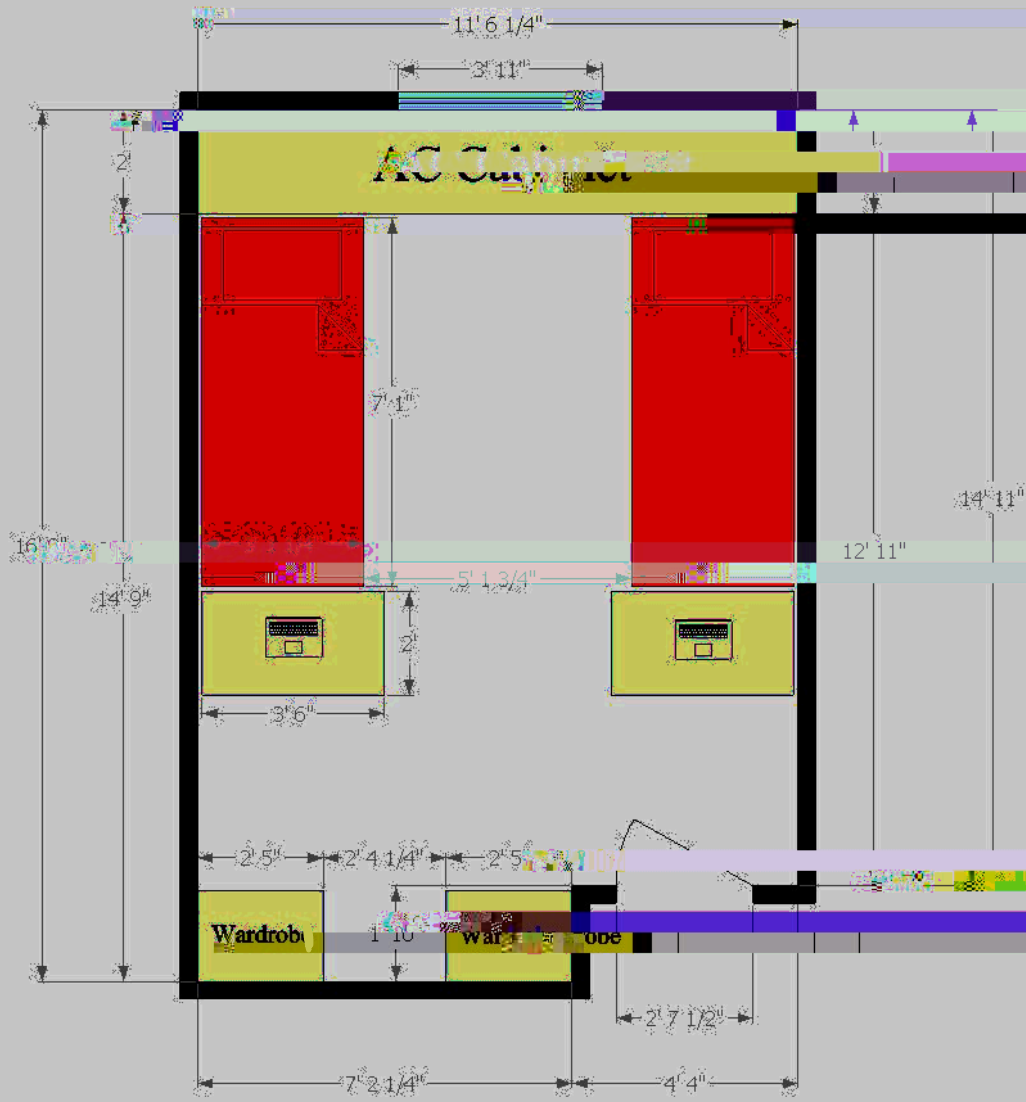 11' 6 1/4"
3' 11"
2'
AC Cabinet
7' 1"
14' 11"
12' 11"
5' 1 3/4"
14' 9"
2'
3' 6"
2' 5"
2' 4 1/4"
2' 5"
Wardrobe
1' 10"
Wardrobe
2' 7 1/2"
7' 2 1/4"
4' 4"